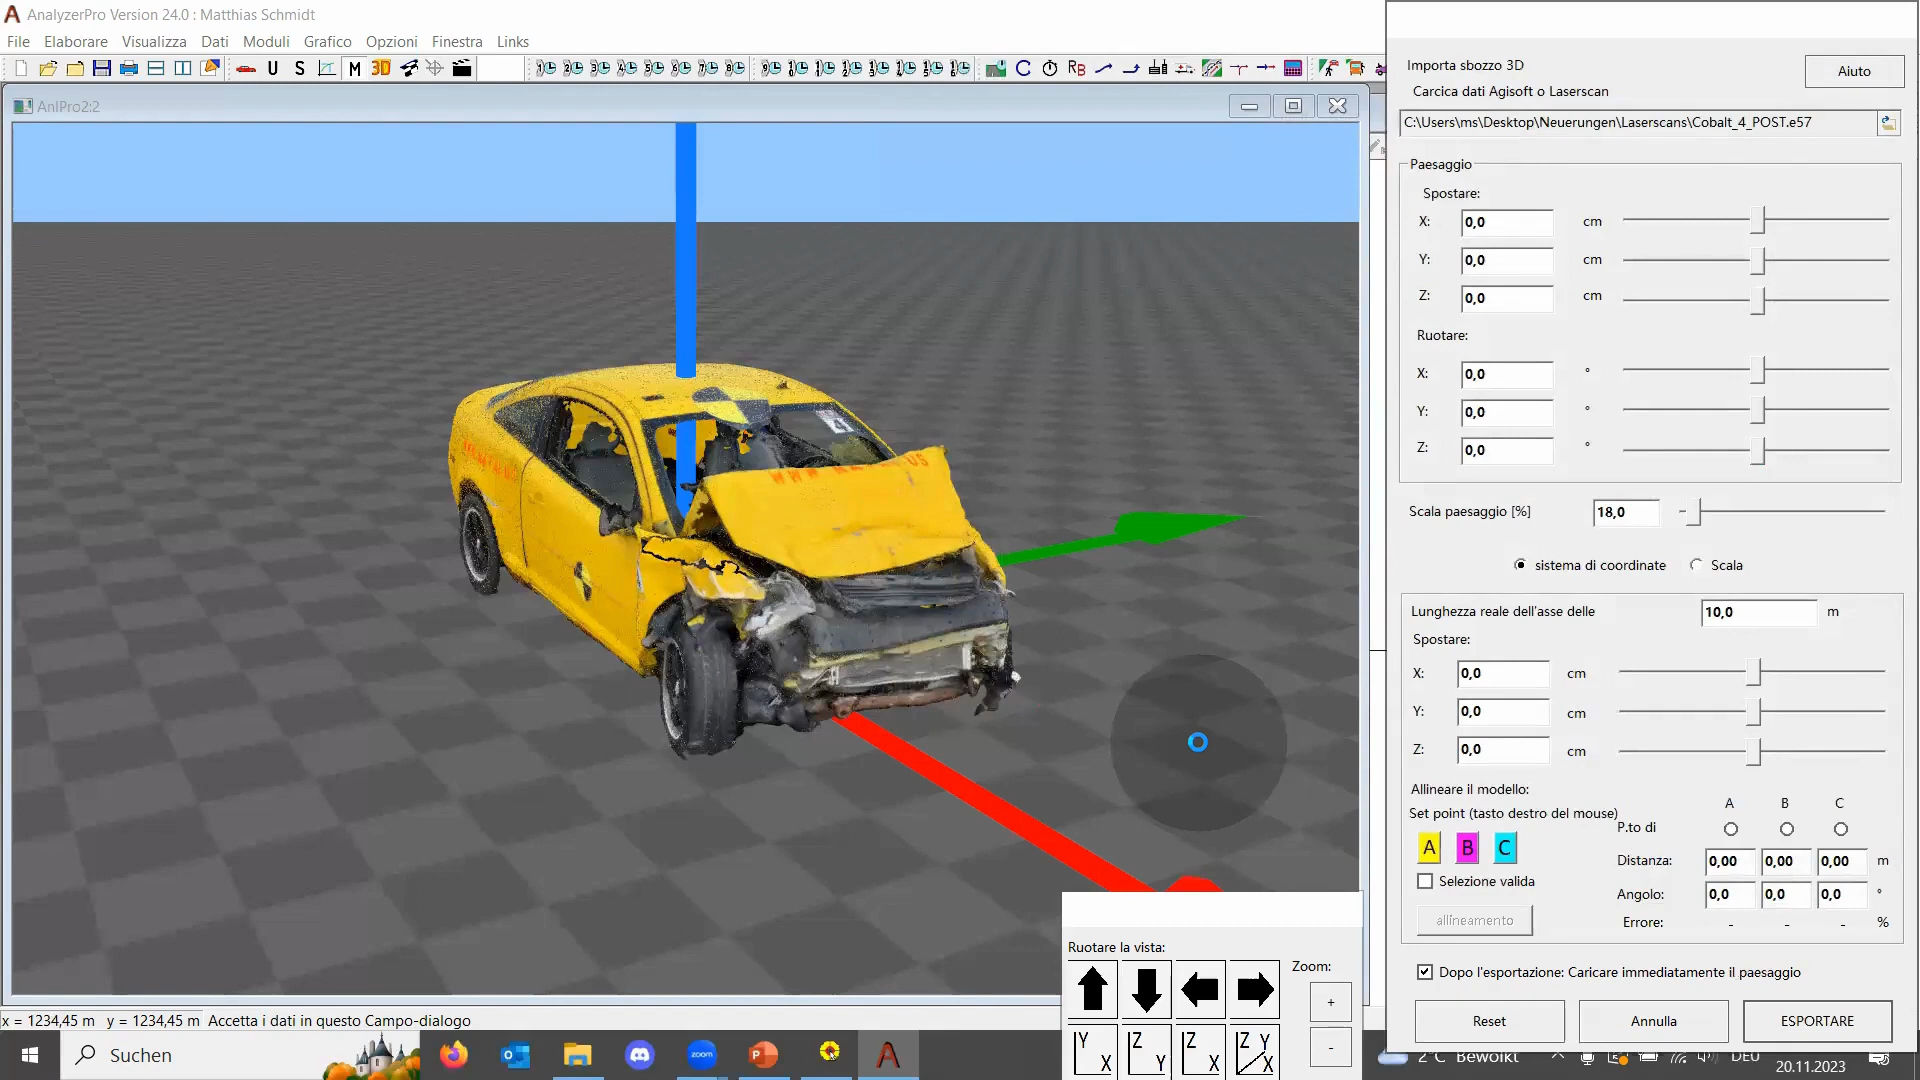 AnalyzerPro Version 24.0 : Matthias Schmidt
File Elaborare Visualizza Dati Moduli Grafico Opzioni Finestra Links
U S M 3D RB
AnlPro2:2
Importa sbozzo 3D
Aiuto
Carcica dati Agisoft o Laserscan
C:\Users\ms\Desktop\Neuerungen\Laserscans\Cobalt_4_POST.e57
Paesaggio
Spostare:
X: 0,0 cm
Y: 0,0 cm
Z: 0,0 cm
Ruotare:
X: 0,0 °
Y: 0,0 °
Z: 0,0 °
Scala paesaggio [%] 18,0
sistema di coordinate Scala
Lunghezza reale dell'asse delle 10,0 m
Spostare:
X: 0,0 cm
Y: 0,0 cm
Z: 0,0 cm
Allineare il modello:
Set point (tasto destro del mouse)
A B C
P.to di
A B C
Distanza: 0,00 0,00 0,00 m
Selezione valida
Angolo: 0,0 0,0 0,0 °
allineamento
Errore: - - - %
Dopo l'esportazione: Caricare immediatamente il paesaggio
Reset Annulla ESPORTARE
Ruotare la vista:
Zoom:
+
-
Y X Z Y Z X Z Y X
x = 1234,45 m y = 1234,45 m Accetta i dati in questo Campo-dialogo
Suchen
zoom
2°C Bewölkt
DEU
20.11.2023